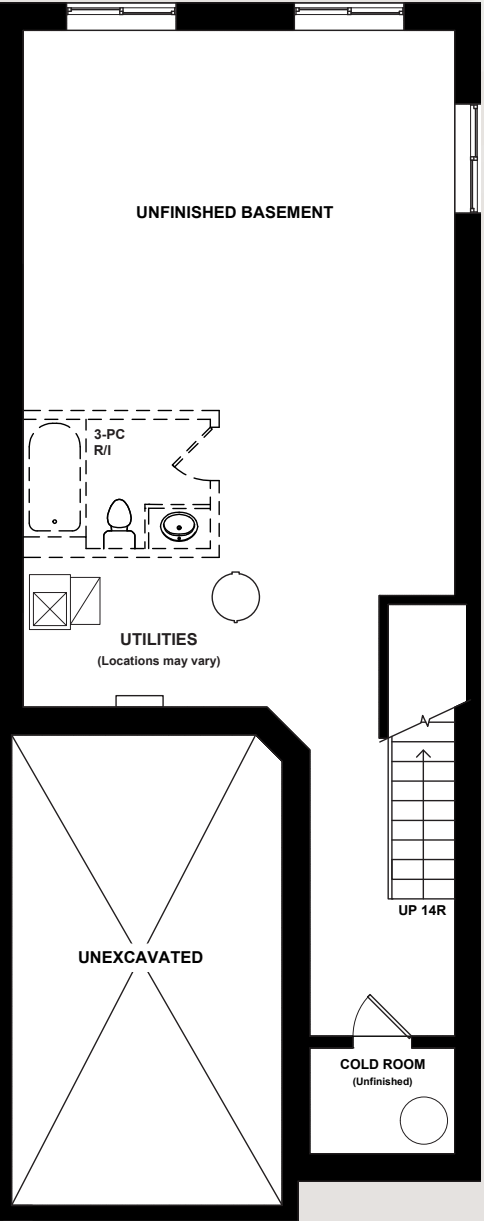 UNFINISHED BASEMENT
3-PC
R/I
UTILITIES
(Locations may vary)
UP 14R
UNEXCAVATED
COLD ROOM
(Unfinished)